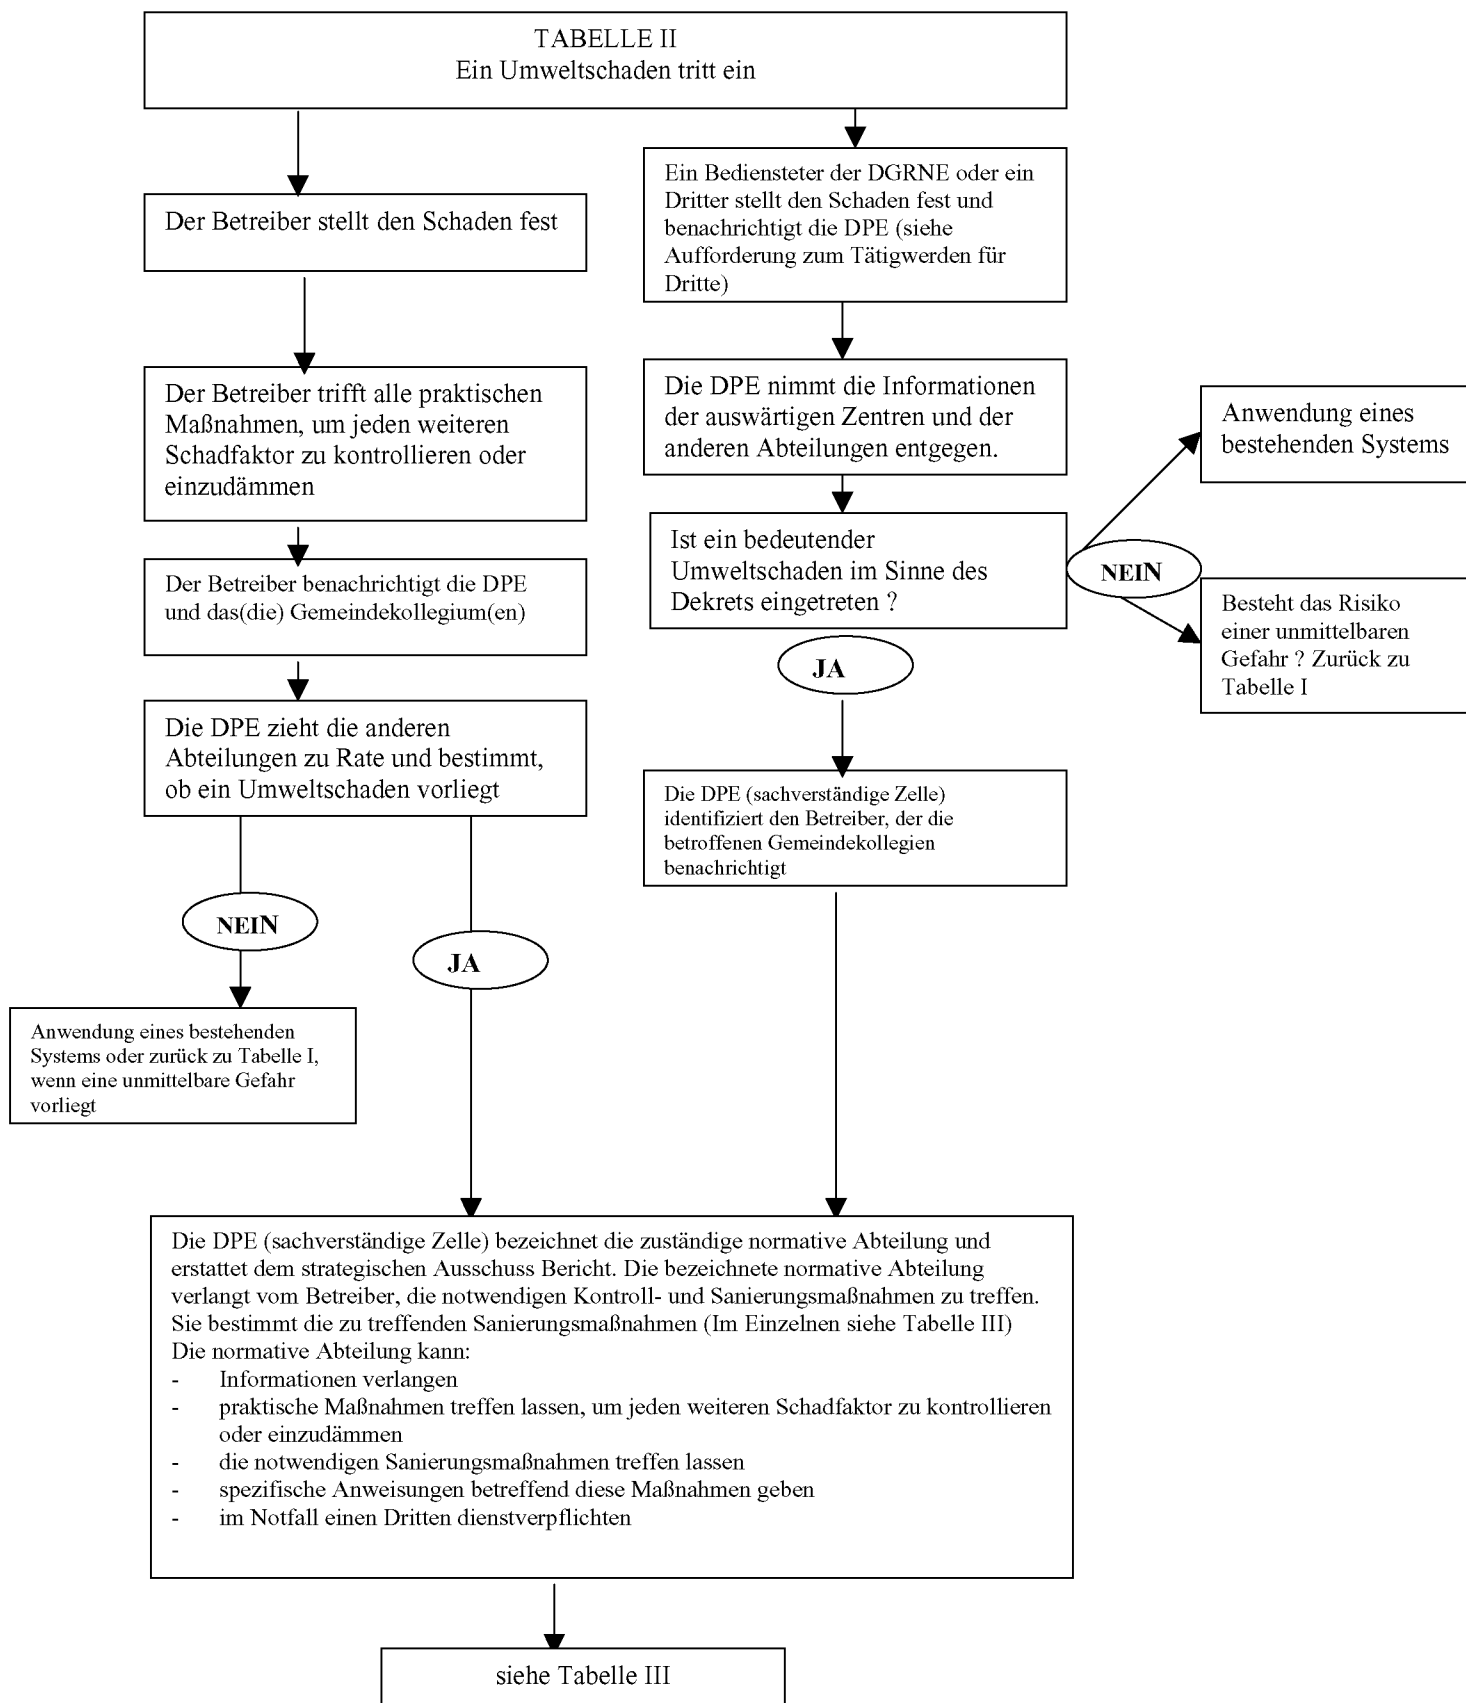 TABELLE II
Ein Umweltschaden tritt ein
Der Betreiber stellt den Schaden fest
Ein Bediensteter der DGRNE oder ein
Dritter stellt den Schaden fest und
benachrichtigt die DPE (siehe
Aufforderung zum Tätigwerden für
Dritte)
Der Betreiber trifft alle praktischen
Maßnahmen, um jeden weiteren
Schadfaktor zu kontrollieren oder
einzudämmen
Die DPE nimmt die Informationen
der auswärtigen Zentren und der
anderen Abteilungen entgegen.
Anwendung eines
bestehenden Systems
Ist ein bedeutender
Umweltschaden im Sinne des
Dekrets eingetreten ?
NEIN
Besteht das Risiko
einer unmittelbaren
Gefahr ? Zurück zu
Tabelle I
Der Betreiber benachrichtigt die DPE
und das(die) Gemeindekollegium(en)
JA
Die DPE zieht die anderen
Abteilungen zu Rate und bestimmt,
ob ein Umweltschaden vorliegt
Die DPE (sachverständige Zelle)
identifiziert den Betreiber, der die
betroffenen Gemeindekollegien
benachrichtigt
NEIN
JA
Anwendung eines bestehenden
Systems oder zurück zu Tabelle I,
wenn eine unmittelbare Gefahr
vorliegt
Die DPE (sachverständige Zelle) bezeichnet die zuständige normative Abteilung und
erstattet dem strategischen Ausschuss Bericht. Die bezeichnete normative Abteilung
verlangt vom Betreiber, die notwendigen Kontroll- und Sanierungsmaßnahmen zu treffen.
Sie bestimmt die zu treffenden Sanierungsmaßnahmen (Im Einzelnen siehe Tabelle III)
Die normative Abteilung kann:
- Informationen verlangen
- praktische Maßnahmen treffen lassen, um jeden weiteren Schadfaktor zu kontrollieren
oder einzudämmen
- die notwendigen Sanierungsmaßnahmen treffen lassen
- spezifische Anweisungen betreffend diese Maßnahmen geben
- im Notfall einen Dritten dienstverpflichten
siehe Tabelle III